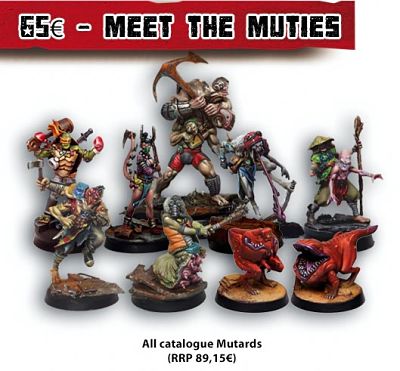 65€ - MEET THE MUTIES
All catalogue Mutards
(RRP 89,15€)